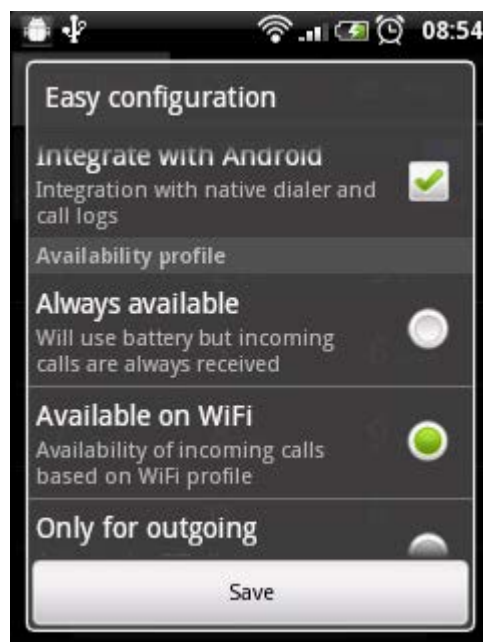 08:54
Easy configuration
Integrate with Android
Integration with native dialer and
call logs
Availability profile
Always available
Will use battery but incoming
calls are always received
Available on WiFi
Availability of incoming calls
based on WiFi profile
Only for outgoing
Save